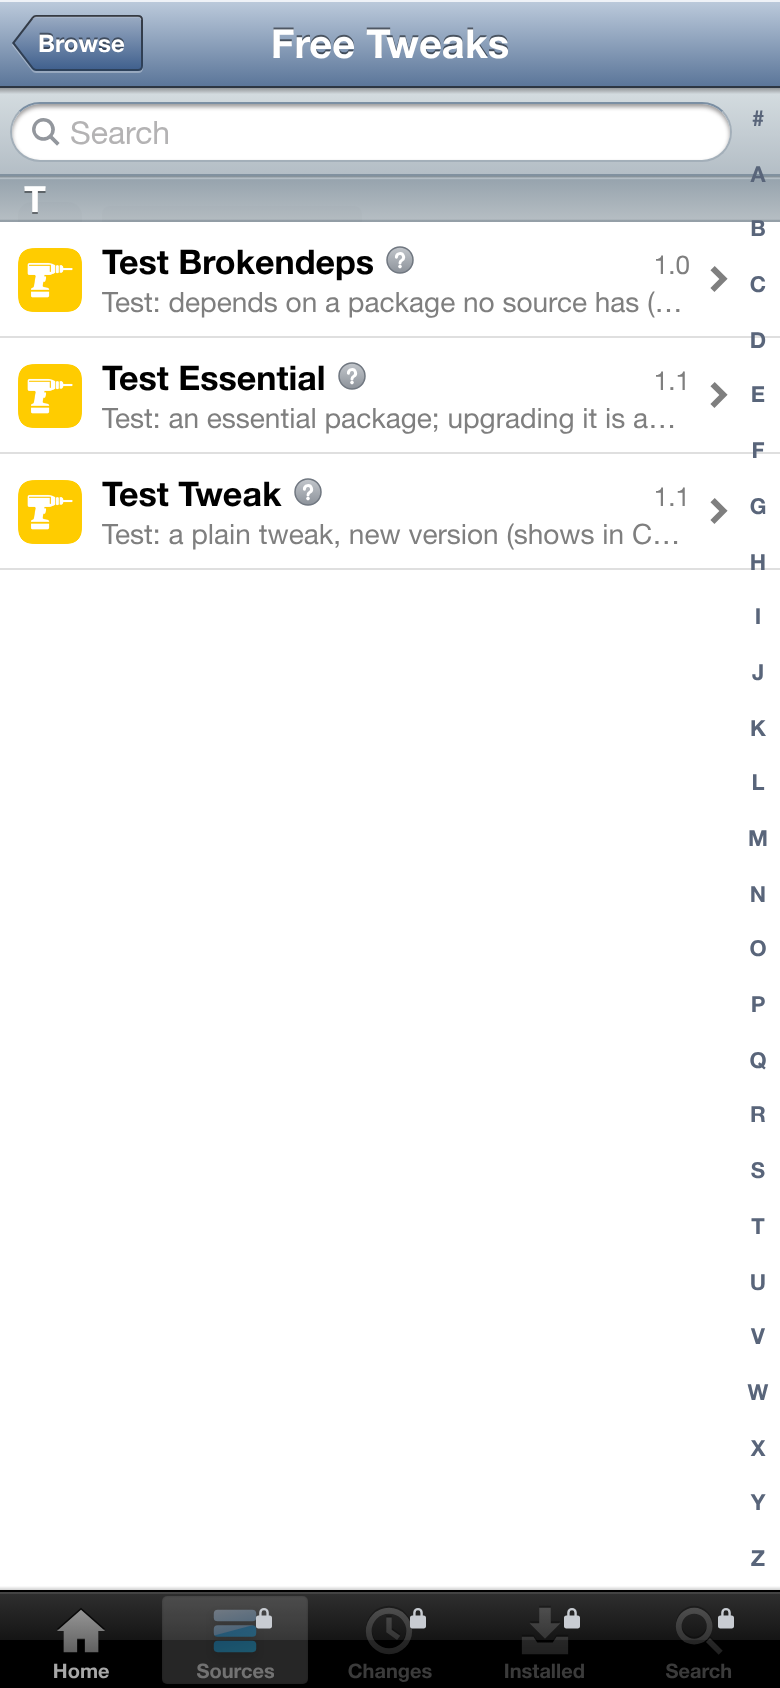 Browse
Free Tweaks
Search
T
Test Brokendeps ?
1.0
Test: depends on a package no source has (…
Test Essential ?
1.1
Test: an essential package; upgrading it is a…
Test Tweak ?
1.1
Test: a plain tweak, new version (shows in C…
#
A
B
C
D
E
F
G
H
I
J
K
L
M
N
O
P
Q
R
S
T
U
V
W
X
Y
Z
Home
Sources
Changes
Installed
Search